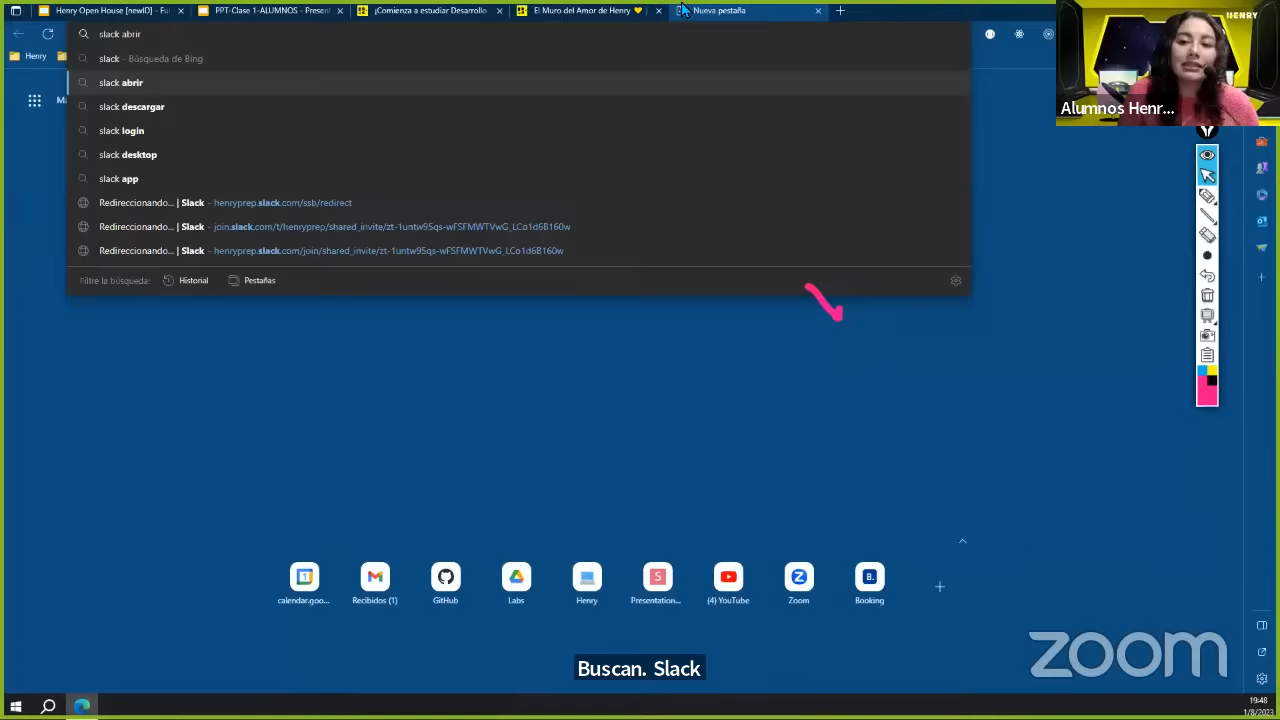 Henry Open House [newID] - Ful
PPT-Clase 1-ALUMNOS - Present
¡Comienza a estudiar Desarrollo
El Muro del Amor de Henry 💛
Nueva pestaña
slack abrir
Henry
slack - Búsqueda de Bing
slack abrir
slack descargar
slack login
slack desktop
slack app
Redireccionando... | Slack - henryprep.slack.com/ssb/redirect
Redireccionando... | Slack - join.slack.com/t/henryprep/shared_invite/zt-1untw95qs-wFSFMWTVwG_LCo1d6B160w
Redireccionando... | Slack - henryprep.slack.com/join/shared_invite/zt-1untw95qs-wFSFMWTVwG_LCo1d6B160w
Filtre la búsqueda: Historial Pestañas
HENRY
Alumnos Henr...
calendar.goo... Recibidos (1) GitHub Labs Henry Presentation... (4) YouTube Zoom Booking
Buscan. Slack
zoom
19:48
1/8/2023